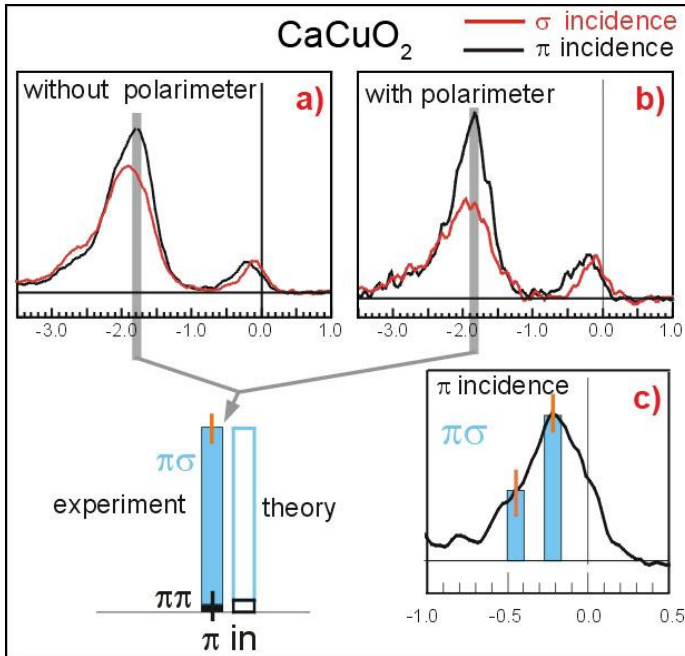 CaCuO₂
σ incidence
π incidence
without polarimeter
a)
-3.0 -2.0 -1.0 0.0 1.0
with polarimeter
b)
-3.0 -2.0 -1.0 0.0 1.0
πσ
experiment
theory
ππ
π in
π incidence
c)
πσ
-1.0 -0.5 0.0 0.5